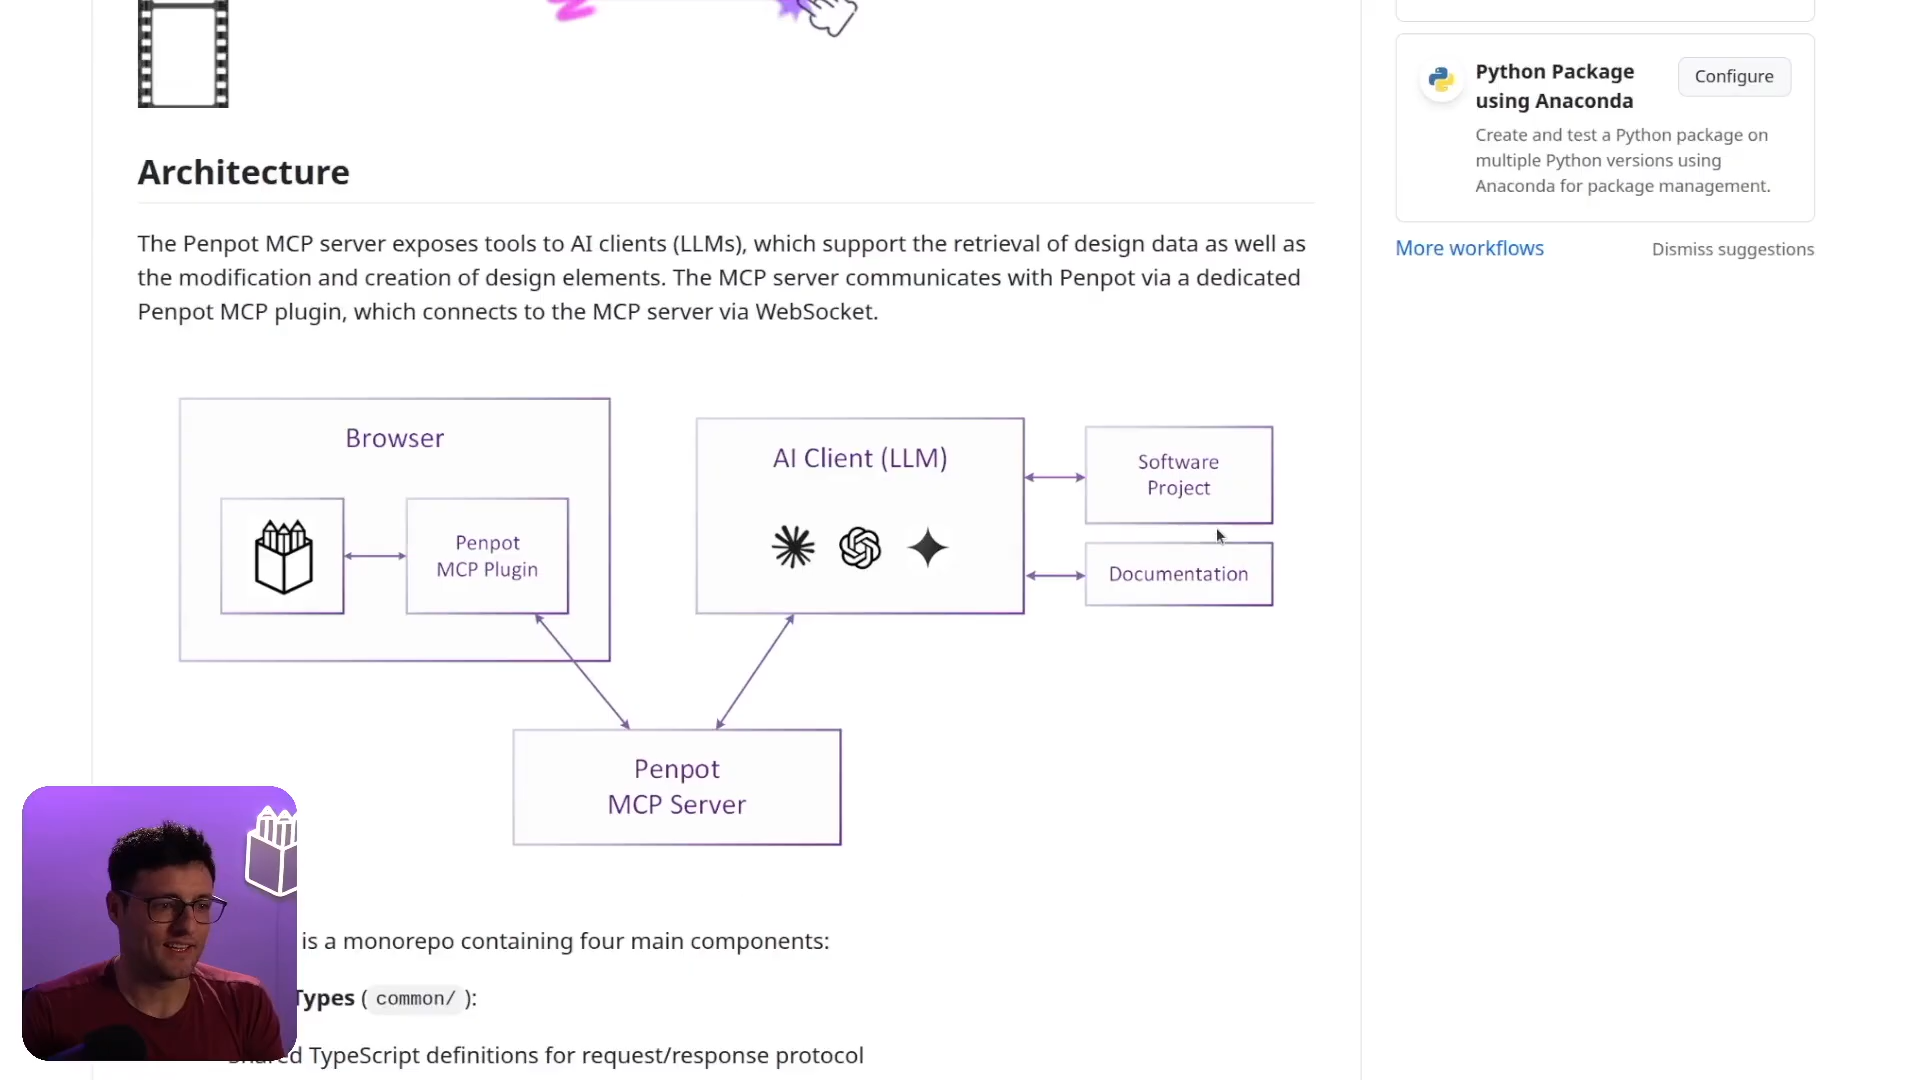 Python Package
using Anaconda
Configure
Create and test a Python package on
multiple Python versions using
Anaconda for package management.
More workflows
Dismiss suggestions
Architecture
The Penpot MCP server exposes tools to AI clients (LLMs), which support the retrieval of design data as well as
the modification and creation of design elements. The MCP server communicates with Penpot via a dedicated
Penpot MCP plugin, which connects to the MCP server via WebSocket.
Browser
Penpot
MCP Plugin
AI Client (LLM)
Software
Project
Documentation
Penpot
MCP Server
is a monorepo containing four main components:
Types ( common/ ):
Shared TypeScript definitions for request/response protocol